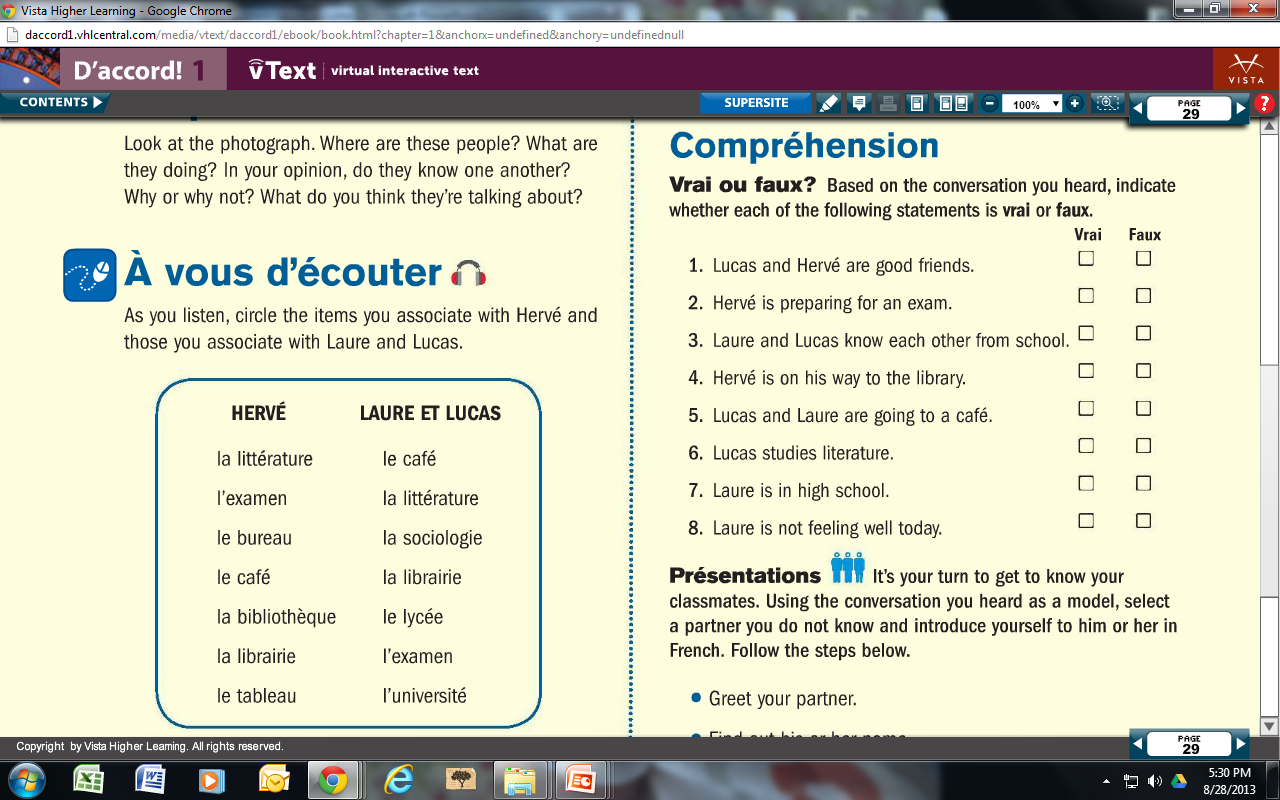 Vista Higher Learning - Google Chrome
daccord1.vhlcentral.com/media/vtext/daccord1/ebook/book.html?chapter=1&anchorx=undefined&anchory=undefinednull
D'accord! 1 vText virtual interactive text VISTA
CONTENTS SUPERSITE 100% PAGE 29 ?
Look at the photograph. Where are these people? What are
they doing? In your opinion, do they know one another?
Why or why not? What do you think they're talking about?
À vous d'écouter
As you listen, circle the items you associate with Hervé and
those you associate with Laure and Lucas.
HERVÉ LAURE ET LUCAS
la littérature le café
l'examen la littérature
le bureau la sociologie
le café la librairie
la bibliothèque le lycée
la librairie l'examen
le tableau l'université
Compréhension
Vrai ou faux? Based on the conversation you heard, indicate
whether each of the following statements is vrai or faux.
Vrai Faux
1. Lucas and Hervé are good friends.
2. Hervé is preparing for an exam.
3. Laure and Lucas know each other from school.
4. Hervé is on his way to the library.
5. Lucas and Laure are going to a café.
6. Lucas studies literature.
7. Laure is in high school.
8. Laure is not feeling well today.
Présentations It's your turn to get to know your
classmates. Using the conversation you heard as a model, select
a partner you do not know and introduce yourself to him or her in
French. Follow the steps below.
• Greet your partner.
• Find out his or her name.
Copyright by Vista Higher Learning. All rights reserved.
PAGE 29
5:30 PM
8/28/2013